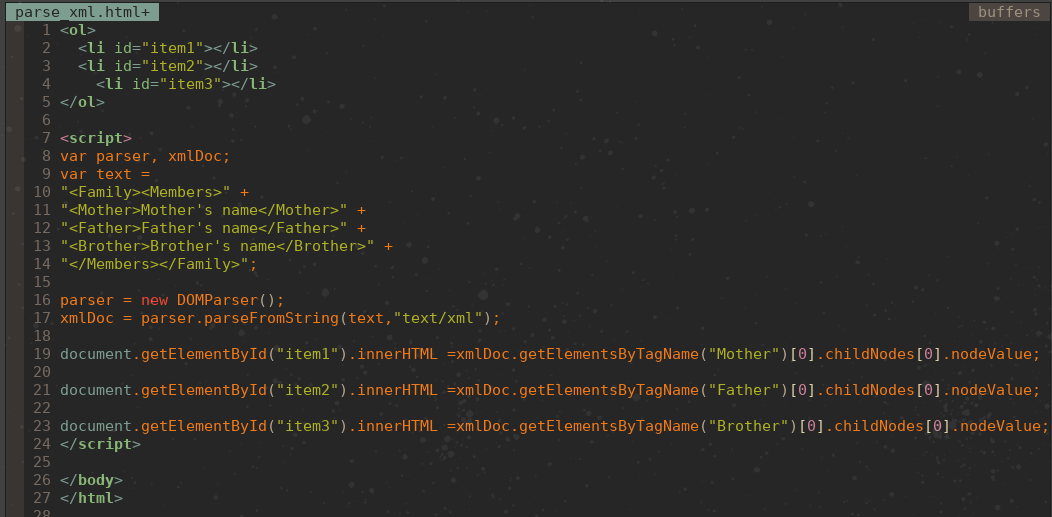 parse_xml.html+ buffers
1 <ol>
2   <li id="item1"></li>
3   <li id="item2"></li>
4     <li id="item3"></li>
5 </ol>
6
7 <script>
8 var parser, xmlDoc;
9 var text =
10 "<Family><Members>" +
11 "<Mother>Mother's name</Mother>" +
12 "<Father>Father's name</Father>" +
13 "<Brother>Brother's name</Brother>" +
14 "</Members></Family>";
15
16 parser = new DOMParser();
17 xmlDoc = parser.parseFromString(text,"text/xml");
18
19 document.getElementById("item1").innerHTML =xmlDoc.getElementsByTagName("Mother")[0].childNodes[0].nodeValue;
20
21 document.getElementById("item2").innerHTML =xmlDoc.getElementsByTagName("Father")[0].childNodes[0].nodeValue;
22
23 document.getElementById("item3").innerHTML =xmlDoc.getElementsByTagName("Brother")[0].childNodes[0].nodeValue;
24 </script>
25
26 </body>
27 </html>
28